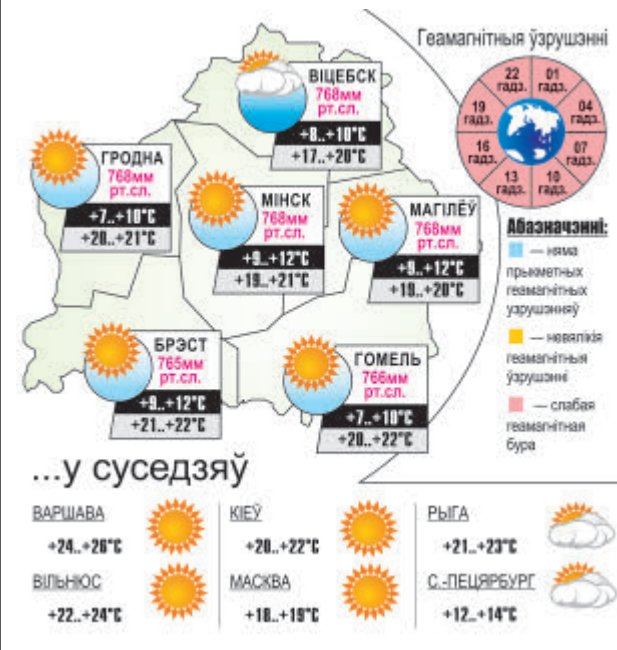 Геамагнітныя ўзрушэнні
22 гадз.
01 гадз.
04 гадз.
07 гадз.
10 гадз.
13 гадз.
16 гадз.
19 гадз.
ВІЦЕБСК
768мм
рт.сл.
+8..+10°C
+17..+20°C
ГРОДНА
768мм
рт.сл.
+7..+10°C
+20..+21°C
МІНСК
768мм
рт.сл.
+9..+12°C
+19..+21°C
МАГІЛЁЎ
768мм
рт.сл.
+9..+12°C
+18..+20°C
Абазначэнні:
— няма
прыкметных
геамагнітных
узрушэнняў
— невялікія
геамагнітныя
ўзрушэнні
— слабая
геамагнітная
бура
БРЭСТ
765мм
рт.сл.
+9..+12°C
+21..+22°C
ГОМЕЛЬ
766мм
рт.сл.
+7..+10°C
+20..+22°C
...у суседзяў
ВАРШАВА
+24..+26°C
КІЕЎ
+20..+22°C
РЫГА
+21..+23°C
ВІЛЬНЮС
+22..+24°C
МАСКВА
+18..+19°C
С.-ПЕЦЯРБУРГ
+12..+14°C